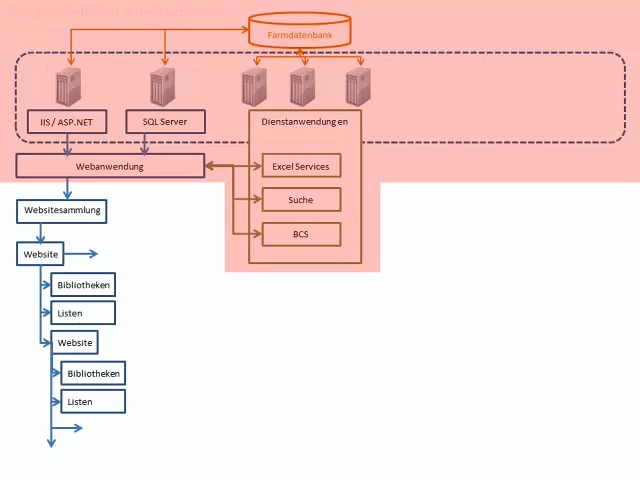 Farmdatenbank
IIS / ASP.NET
SQL Server
Dienstanwendungen
Webanwendung
Excel Services
Suche
BCS
Websitesammlung
Website
Bibliotheken
Listen
Website
Bibliotheken
Listen